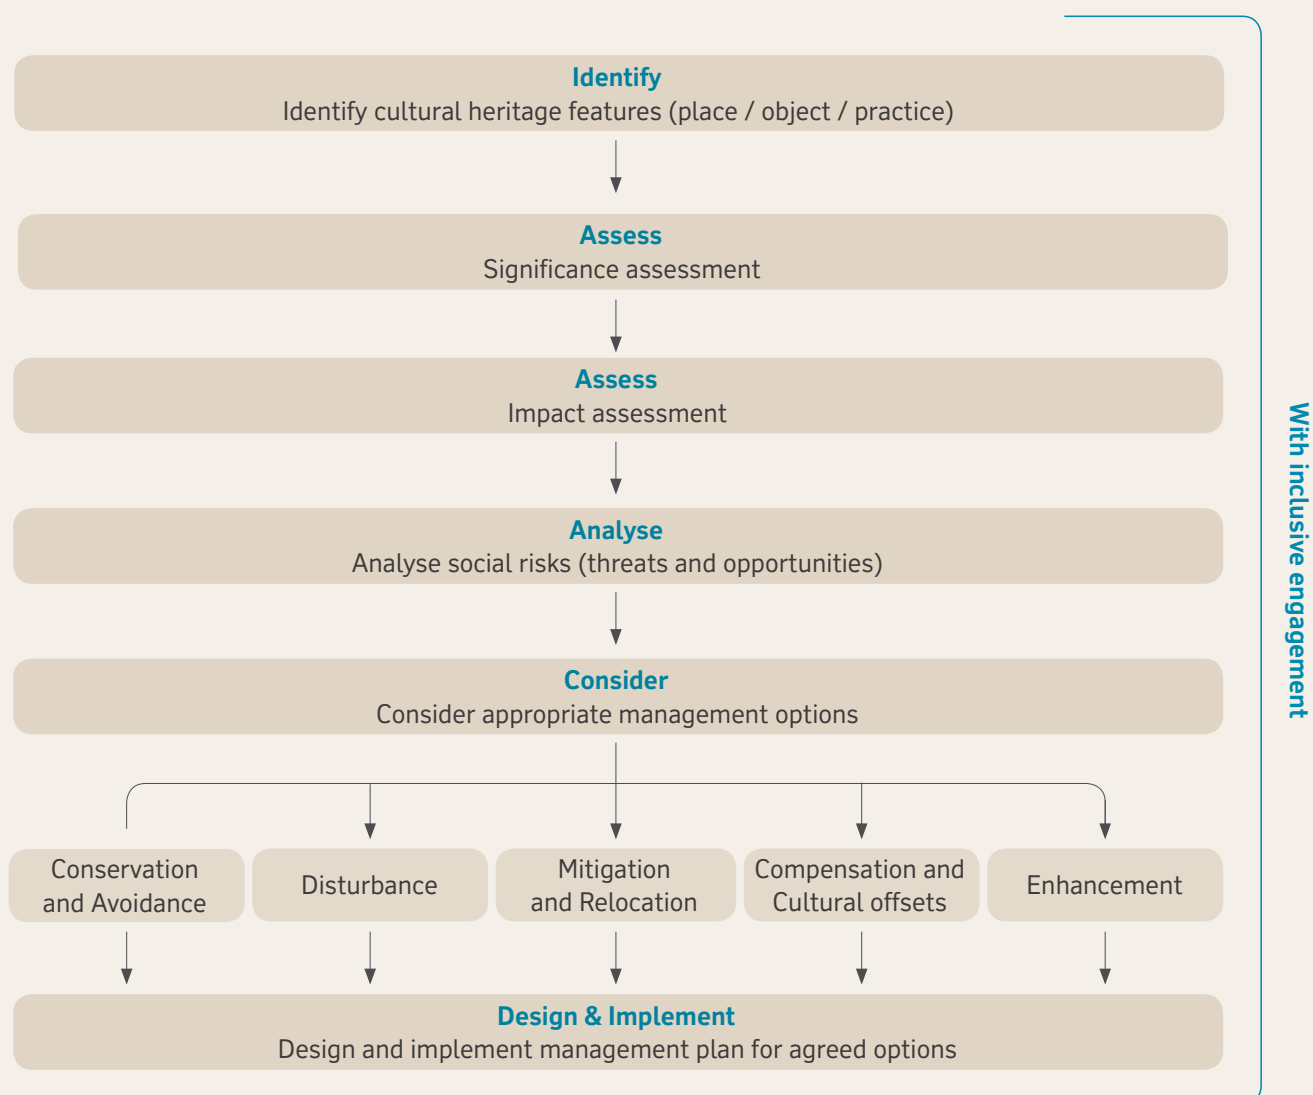 Identify
Identify cultural heritage features (place / object / practice)
Assess
Significance assessment
Assess
Impact assessment
Analyse
Analyse social risks (threats and opportunities)
Consider
Consider appropriate management options
Conservation
and Avoidance
Disturbance
Mitigation
and Relocation
Compensation and
Cultural offsets
Enhancement
Design & Implement
Design and implement management plan for agreed options
With inclusive engagement